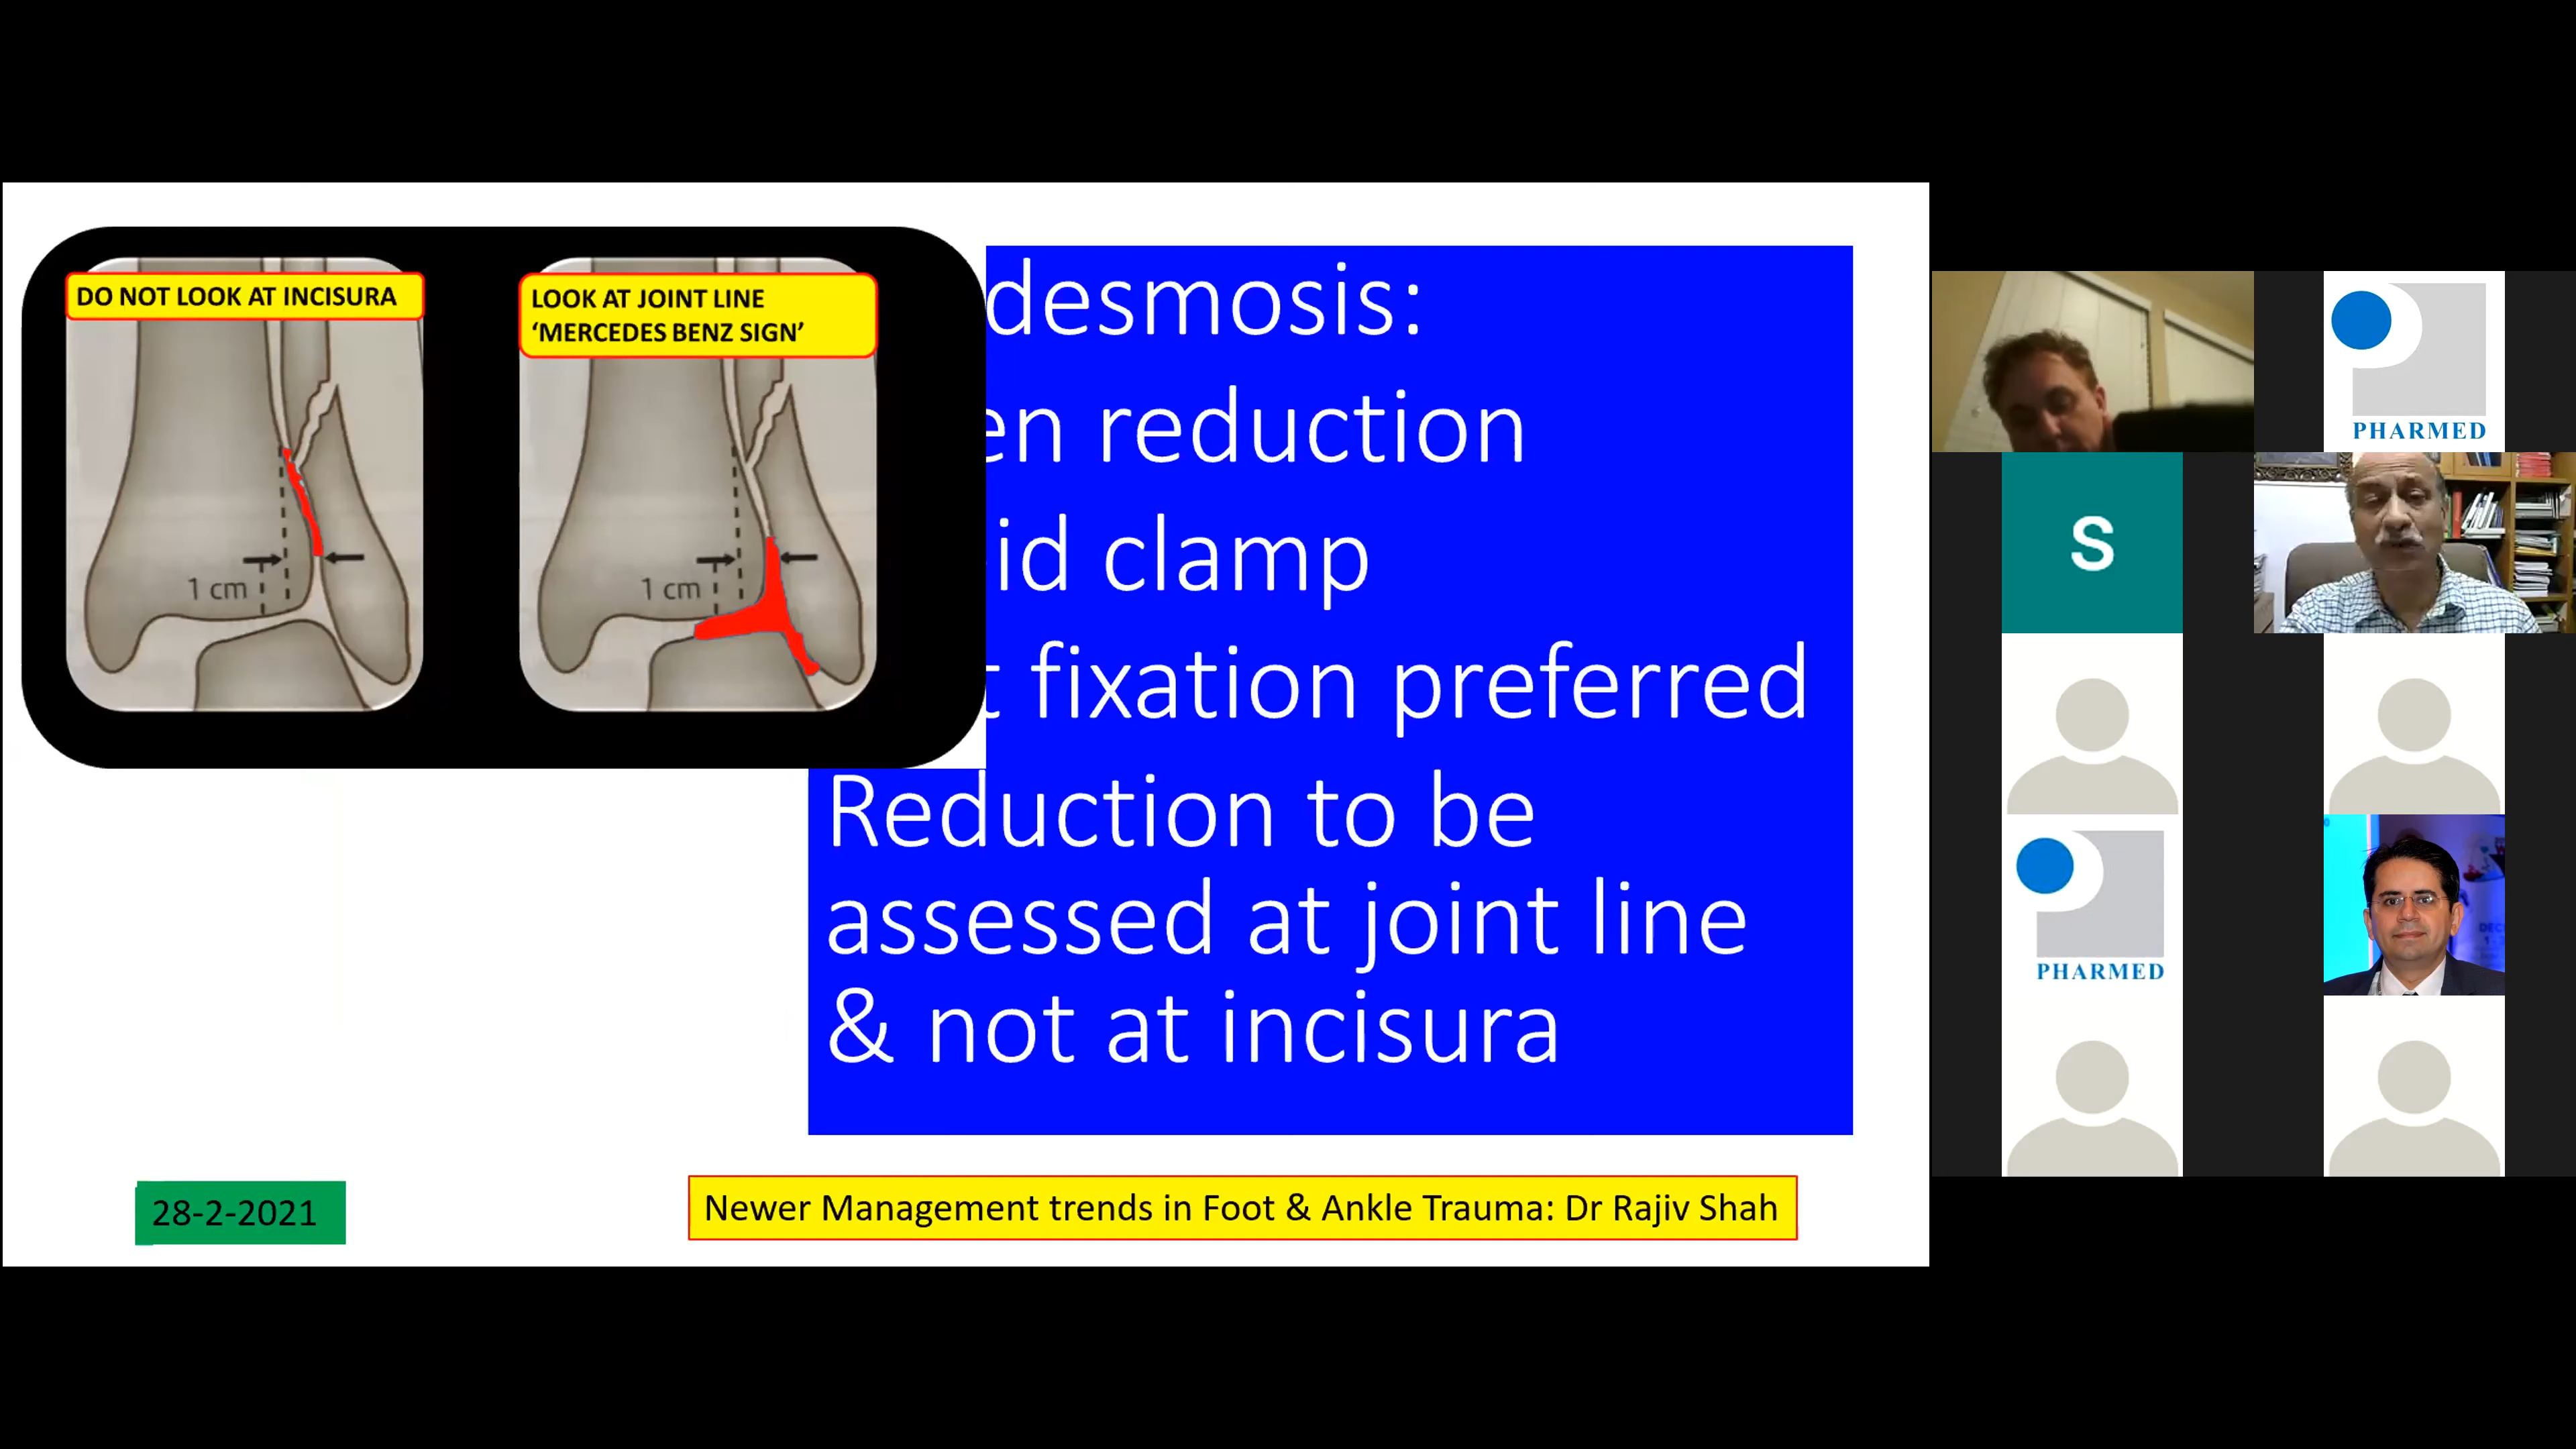 DO NOT LOOK AT INCISURA
1 cm
LOOK AT JOINT LINE
‘MERCEDES BENZ SIGN’
1 cm
desmosis:
en reduction
id clamp
t fixation preferred
Reduction to be
assessed at joint line
& not at incisura
28-2-2021
Newer Management trends in Foot & Ankle Trauma: Dr Rajiv Shah
PHARMED
S
PHARMED